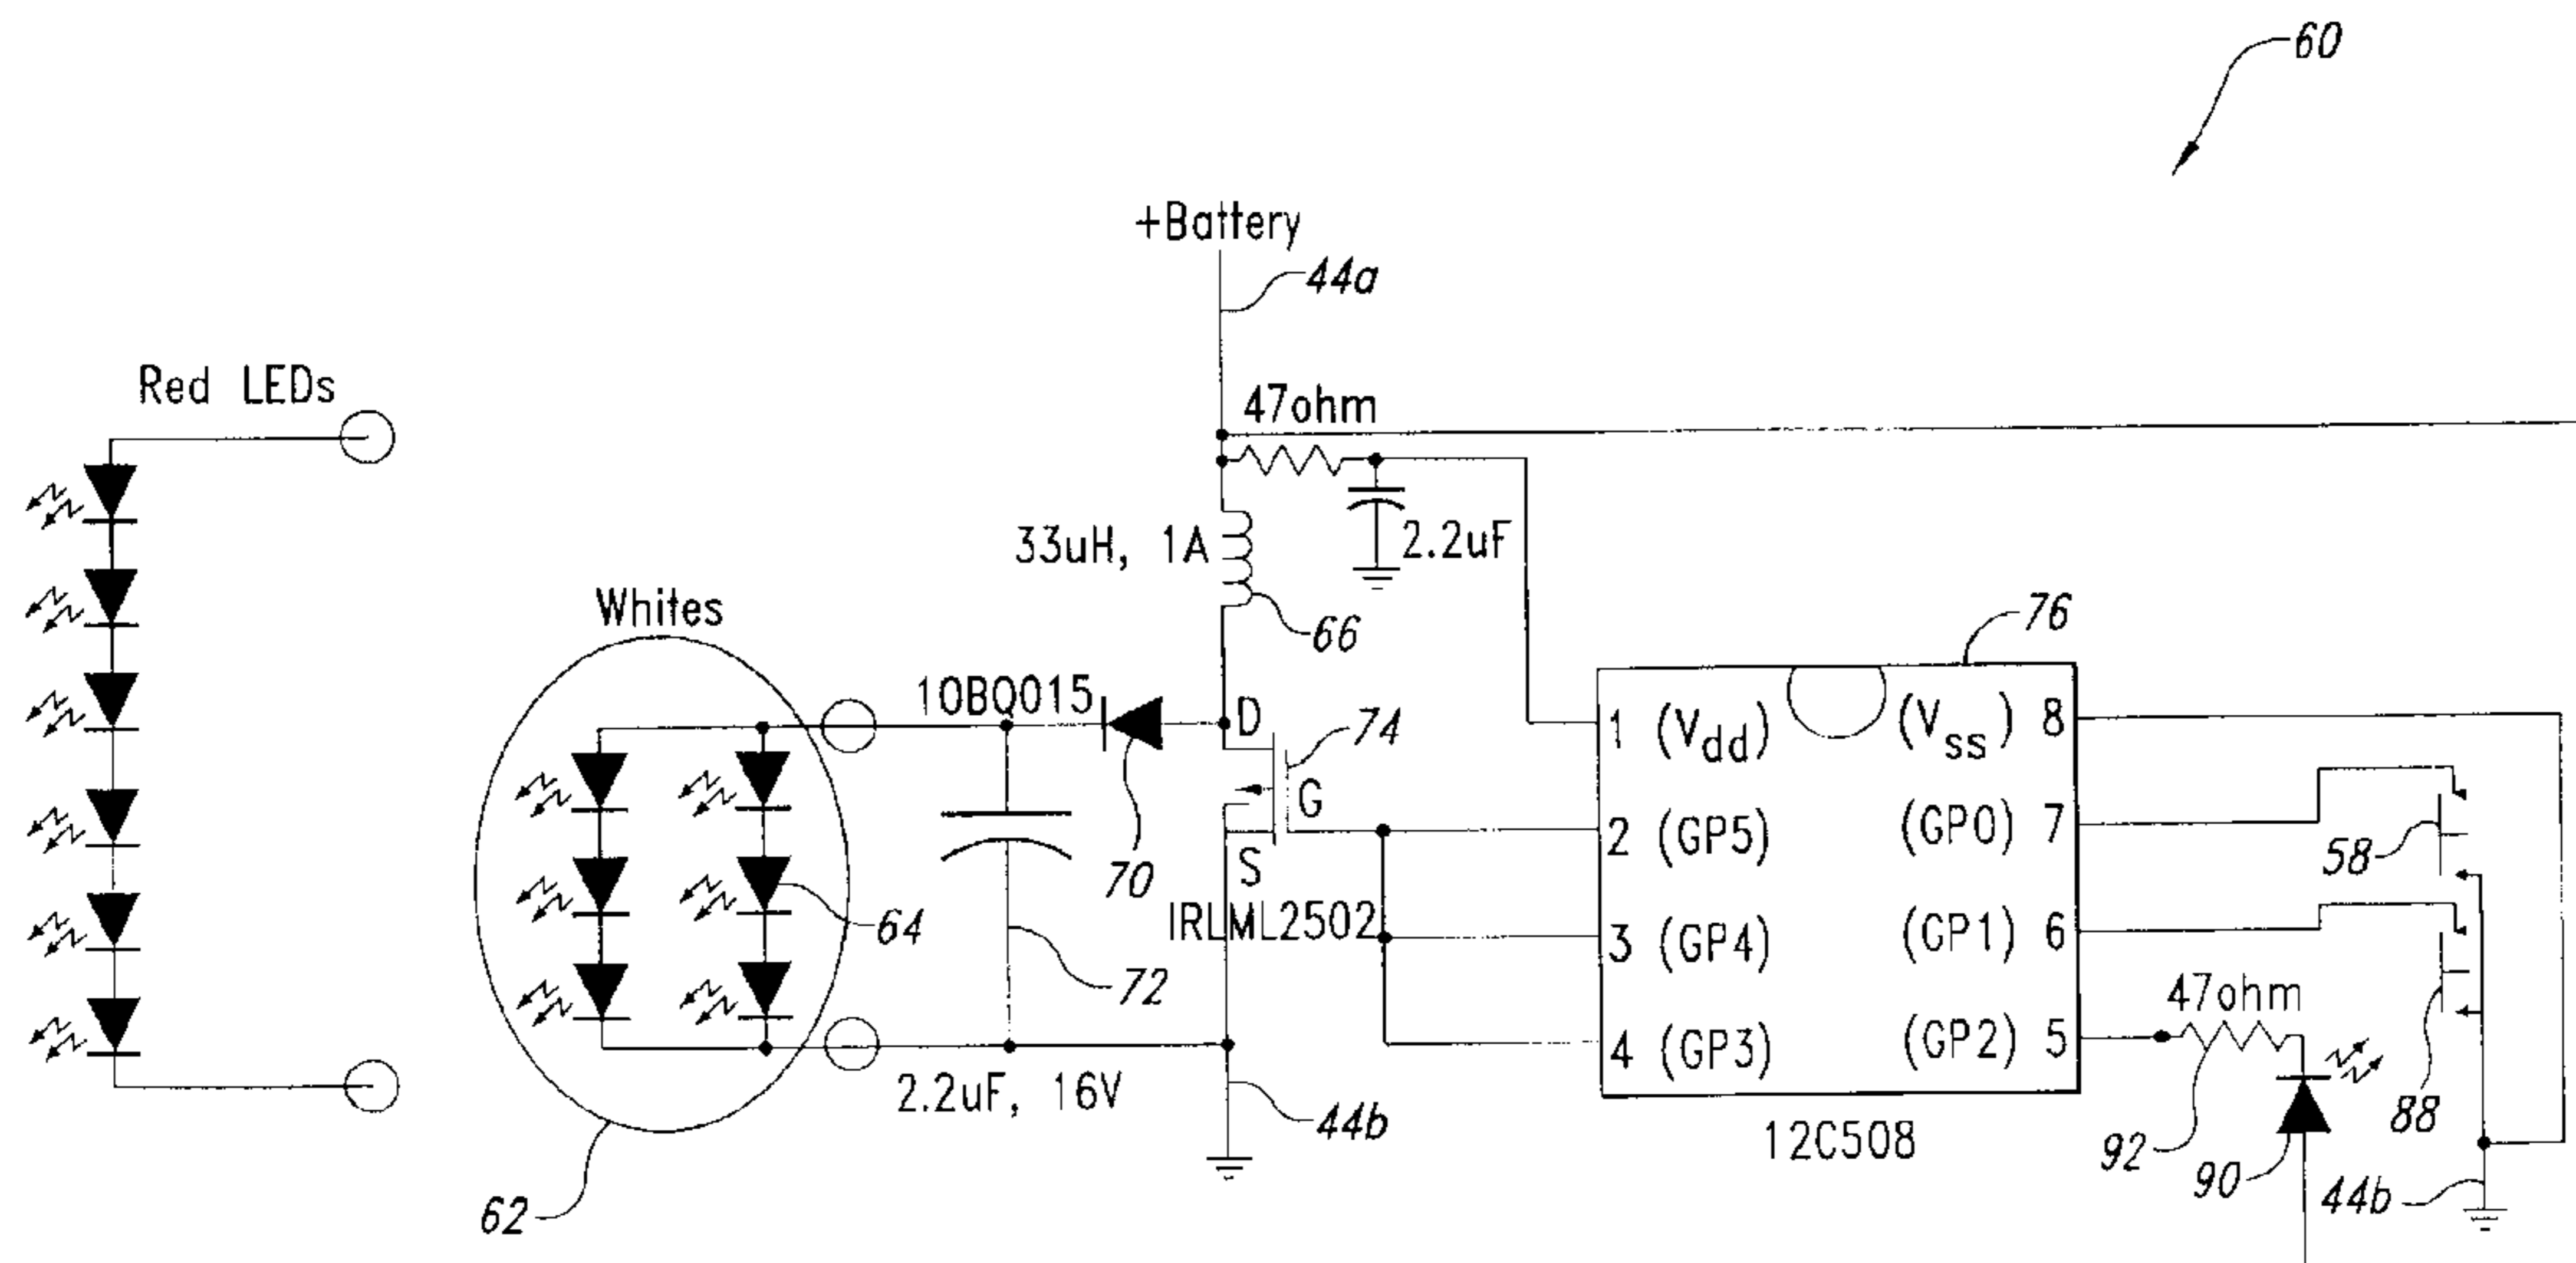 60
+Battery
44a
Red LEDs
47ohm
33uH, 1A
2.2uF
66
Whites
76
10BQ015
D
74
G
S
IRLML2502
70
64
72
1 (Vdd)
(Vss) 8
2 (GP5)
(GP0) 7
3 (GP4)
(GP1) 6
4 (GP3)
(GP2) 5
12C508
58
47ohm
88
92
90
44b
2.2uF, 16V
44b
62